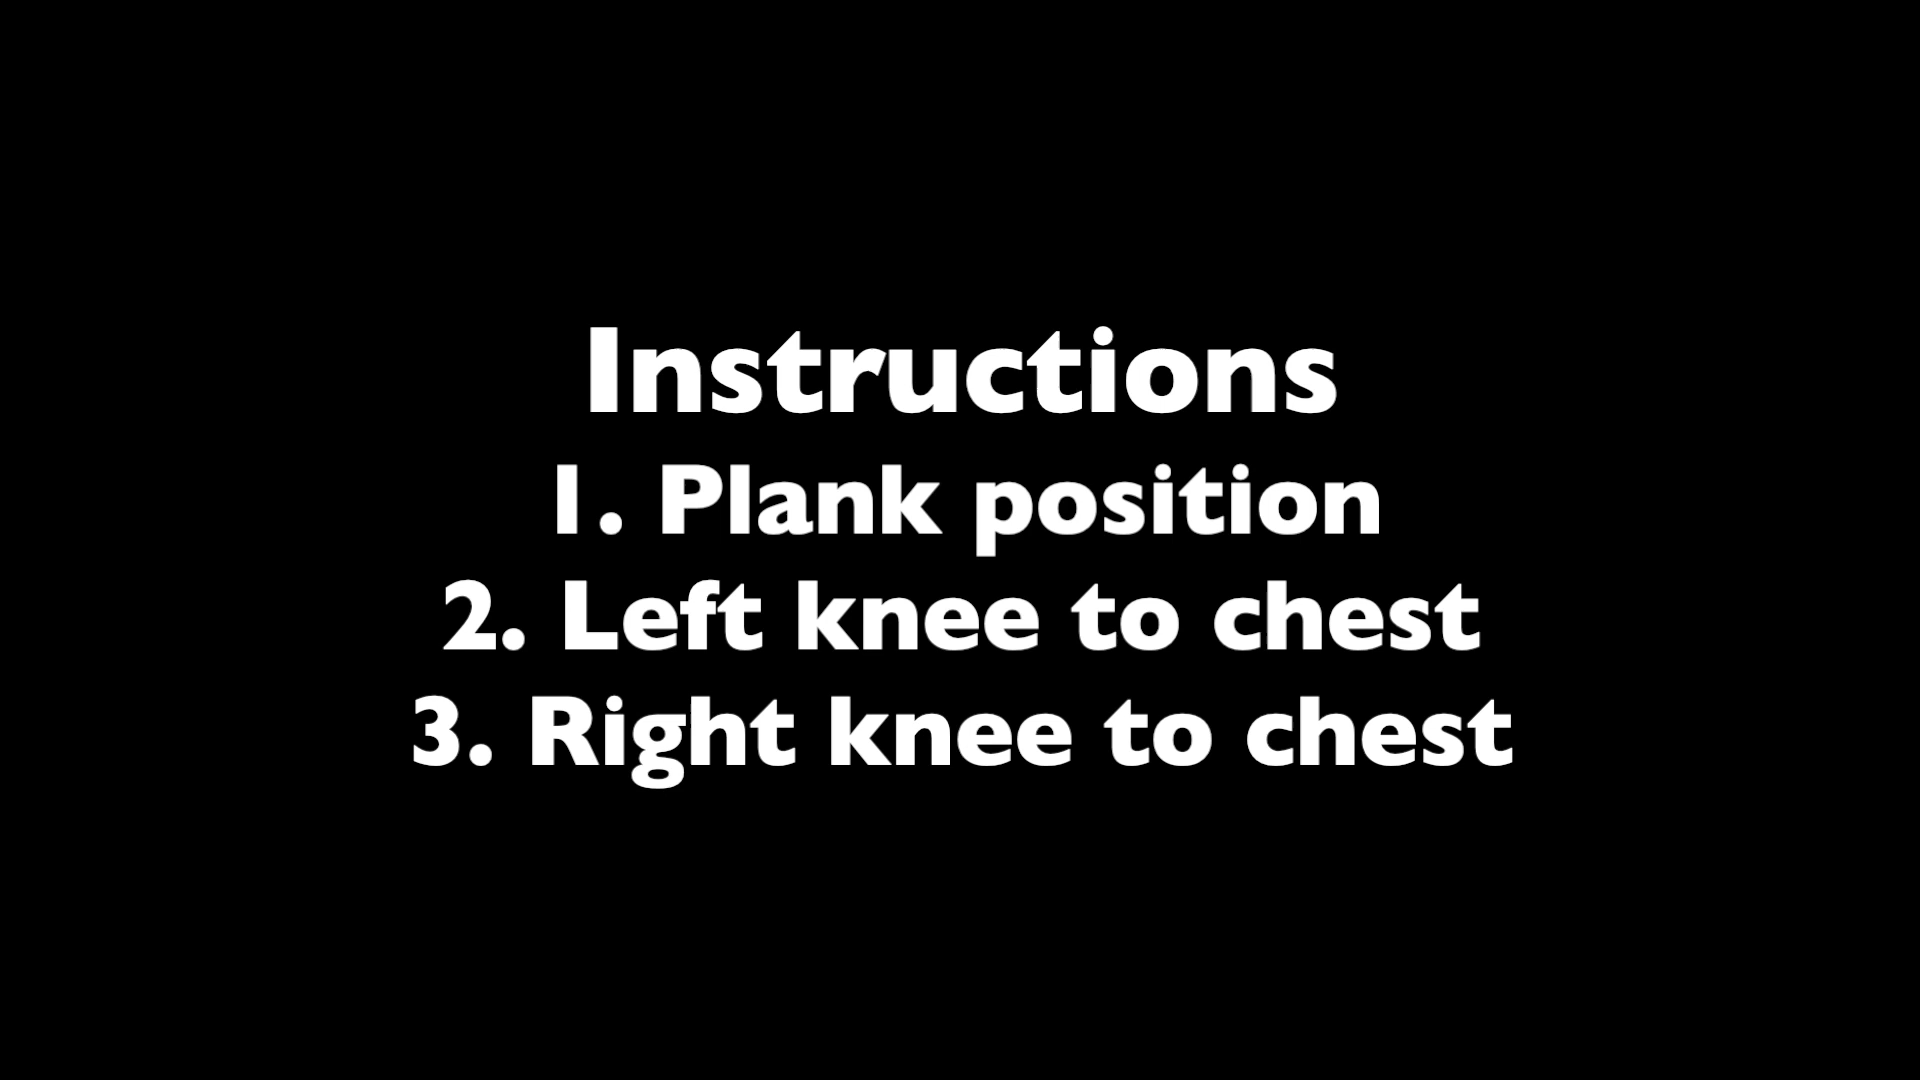 Instructions
1. Plank position
2. Left knee to chest
3. Right knee to chest